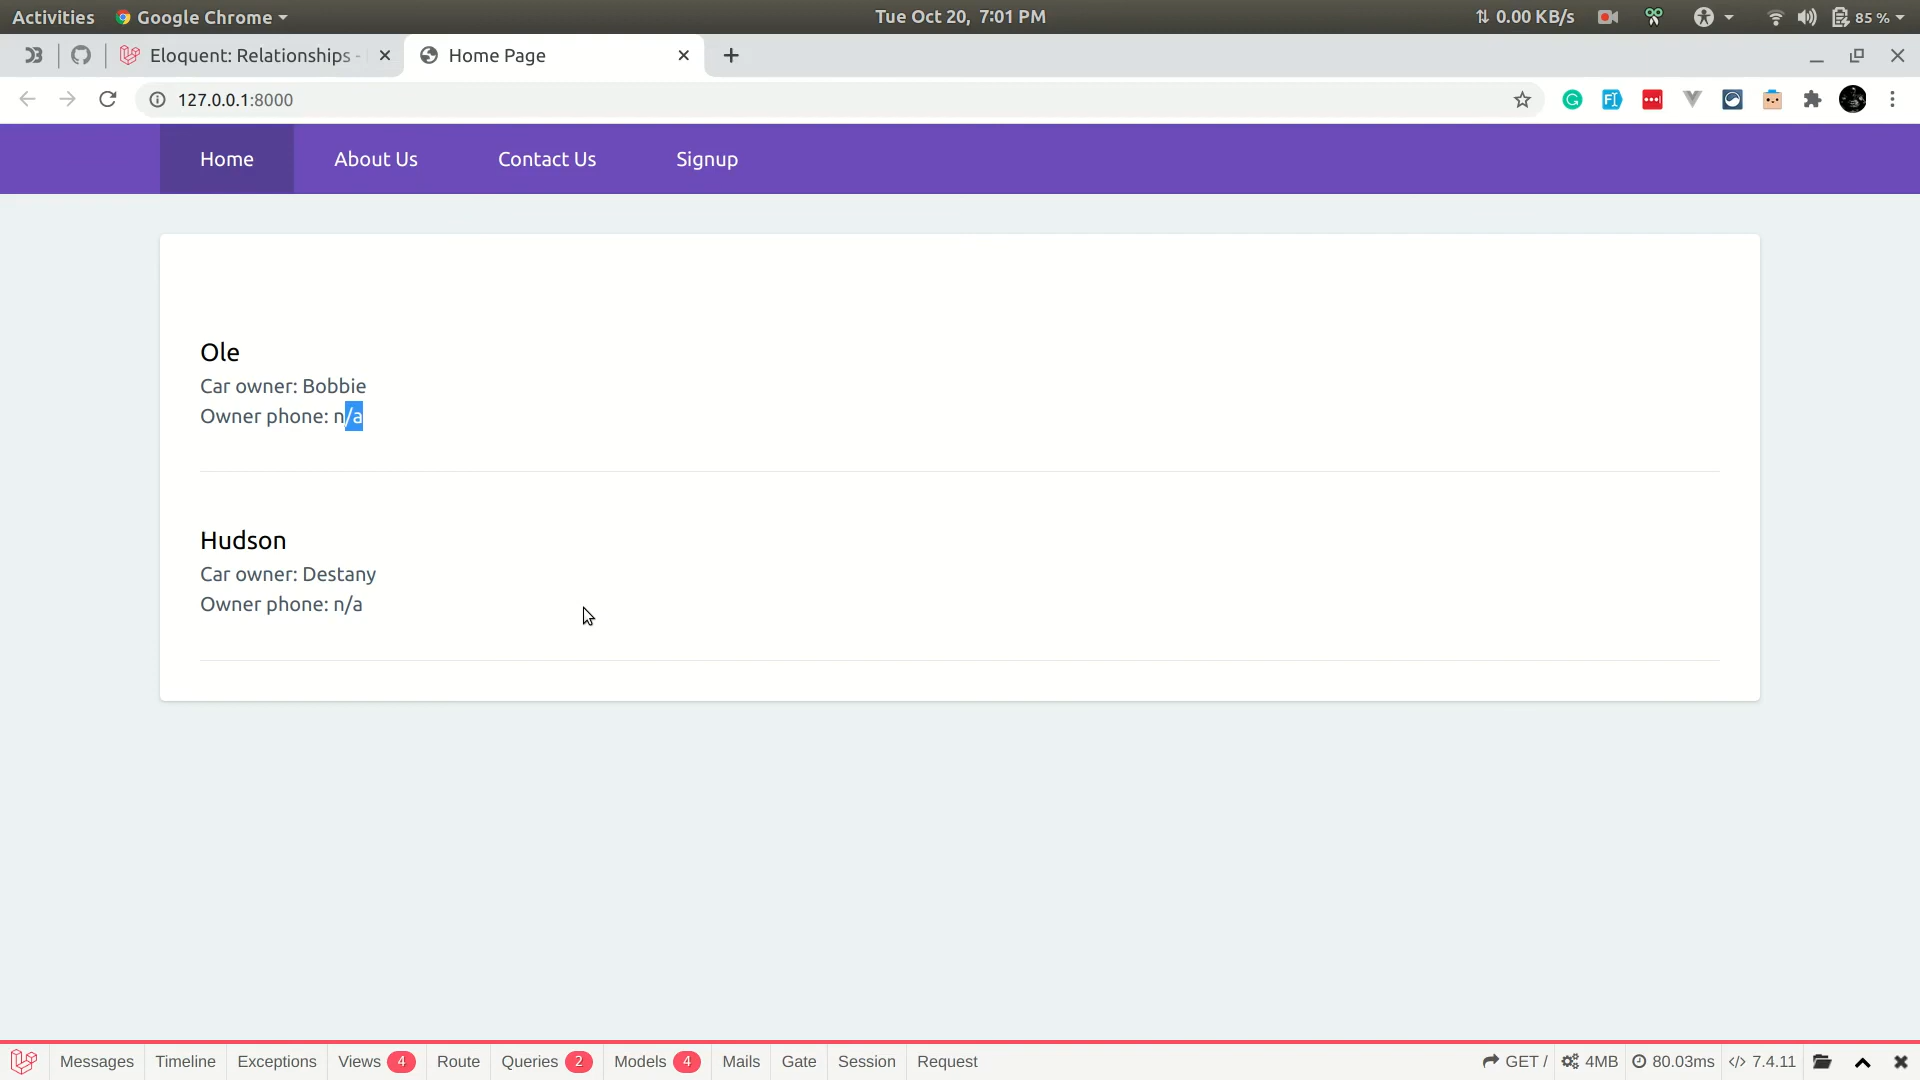 Activities Google Chrome Tue Oct 20, 7:01 PM 0.00 KB/s 85 %
Eloquent: Relationships - Home Page
127.0.0.1:8000
Home About Us Contact Us Signup
Ole
Car owner: Bobbie
Owner phone: n/a
Hudson
Car owner: Destany
Owner phone: n/a
Messages Timeline Exceptions Views 4 Route Queries 2 Models 4 Mails Gate Session Request GET / 4MB 80.03ms 7.4.11